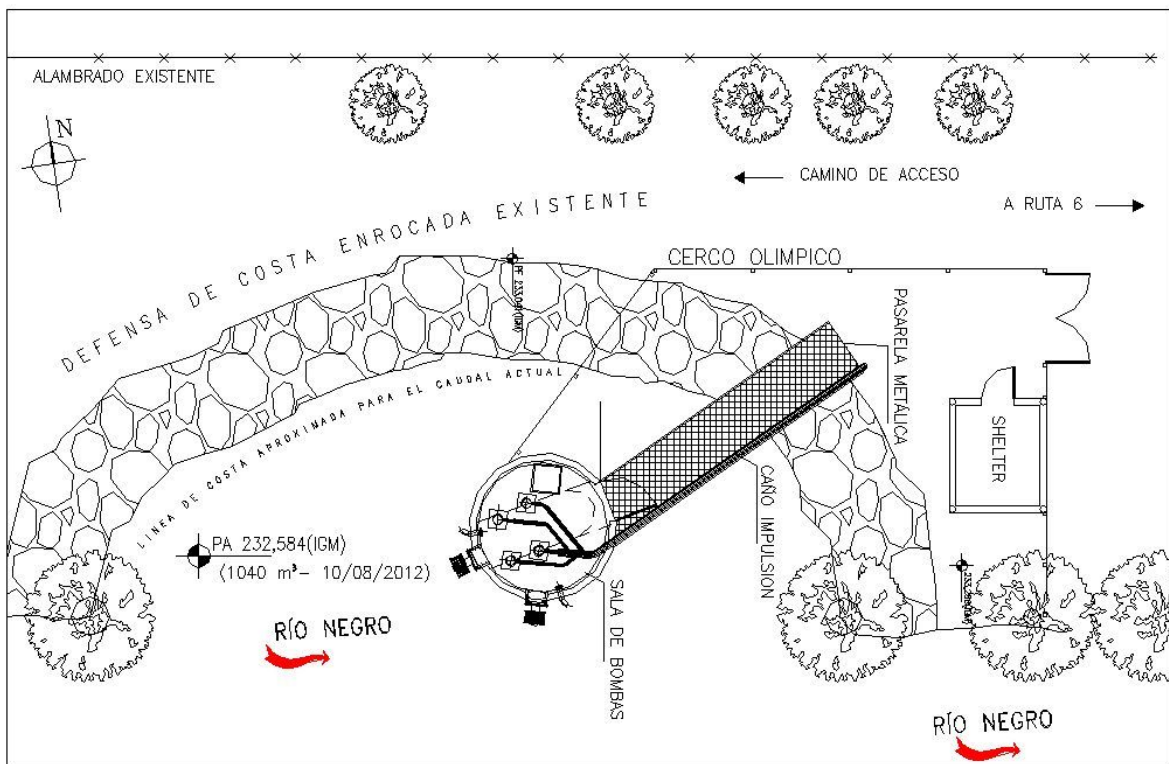 ALAMBRADO EXISTENTE
N
CAMINO DE ACCESO
A RUTA 6
DEFENSA DE COSTA ENROCADA EXISTENTE
CERCO OLIMPICO
PASARELA METÁLICA
LINEA DE COSTA APROXIMADA PARA EL CAUDAL ACTUAL
SHELTER
CAÑO IMPULSION
PA 232,584(IGM)
(1040 m³- 10/08/2012)
SALA DE BOMBAS
RÍO NEGRO
RÍO NEGRO